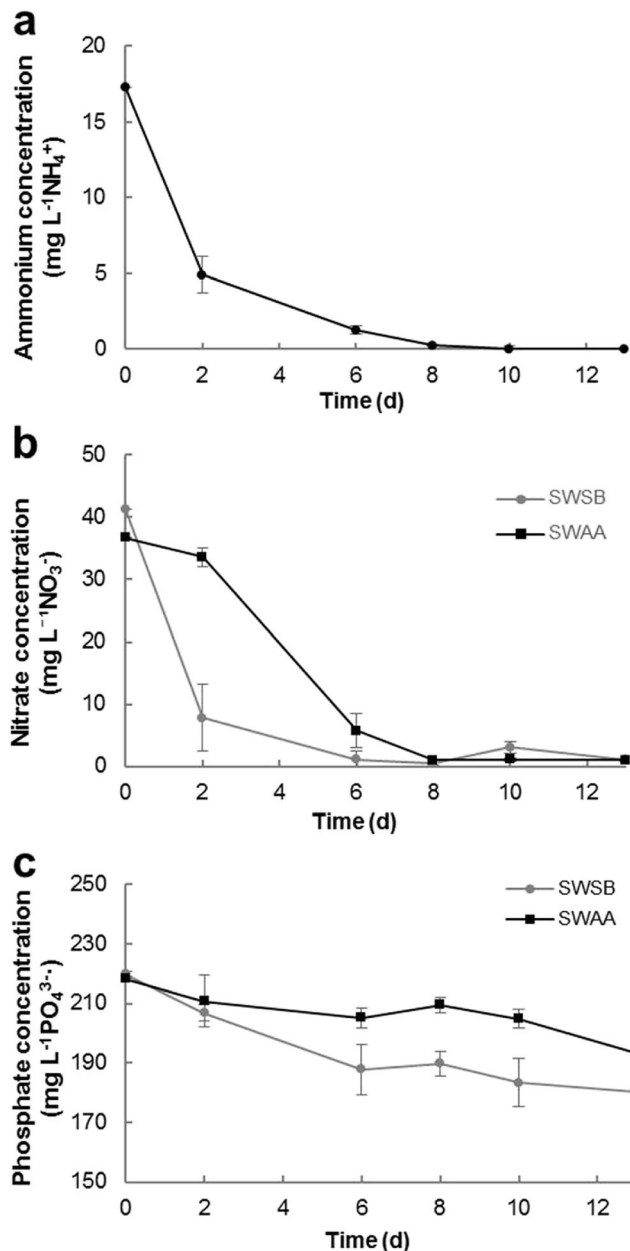 a
20
15
10
5
0
Ammonium concentration
(mg L⁻¹NH₄⁺)
0 2 4 6 8 10 12
Time (d)
b
50
40
30
20
10
0
Nitrate concentration
(mg L⁻¹NO₃⁻)
SWSB
SWAA
0 2 4 6 8 10 12
Time (d)
c
250
230
210
190
170
150
Phosphate concentration
(mg L⁻¹PO₄³⁻·)
SWSB
SWAA
0 2 4 6 8 10 12
Time (d)